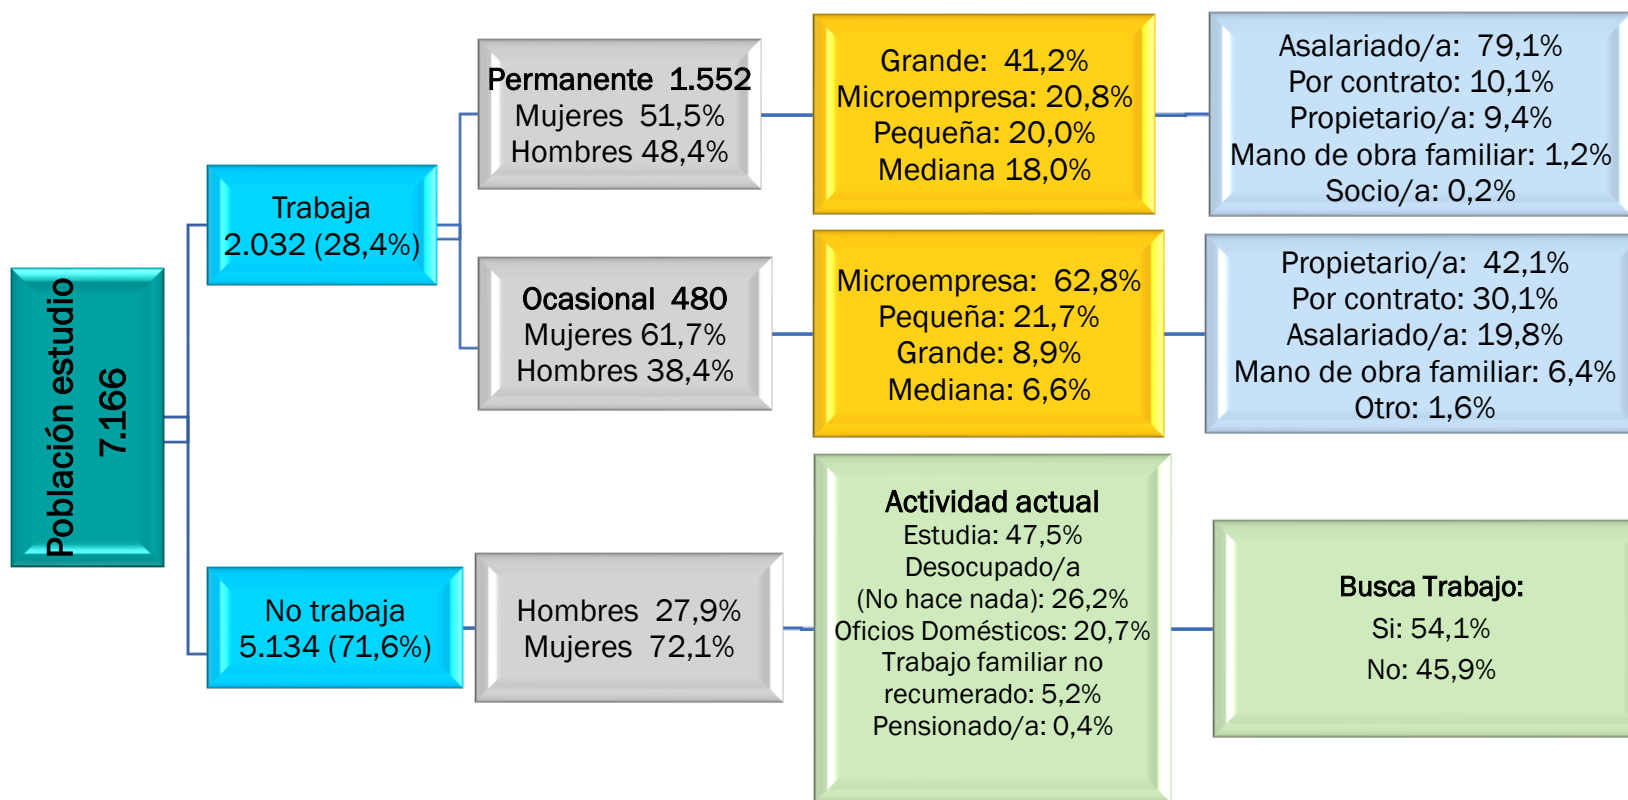 Población estudio
7.166
Trabaja
2.032 (28,4%)
Permanente 1.552
Mujeres 51,5%
Hombres 48,4%
Grande: 41,2%
Microempresa: 20,8%
Pequeña: 20,0%
Mediana 18,0%
Asalariado/a: 79,1%
Por contrato: 10,1%
Propietario/a: 9,4%
Mano de obra familiar: 1,2%
Socio/a: 0,2%
Ocasional 480
Mujeres 61,7%
Hombres 38,4%
Microempresa: 62,8%
Pequeña: 21,7%
Grande: 8,9%
Mediana: 6,6%
Propietario/a: 42,1%
Por contrato: 30,1%
Asalariado/a: 19,8%
Mano de obra familiar: 6,4%
Otro: 1,6%
No trabaja
5.134 (71,6%)
Hombres 27,9%
Mujeres 72,1%
Actividad actual
Estudia: 47,5%
Desocupado/a
(No hace nada): 26,2%
Oficios Domésticos: 20,7%
Trabajo familiar no
recumerado: 5,2%
Pensionado/a: 0,4%
Busca Trabajo:
Si: 54,1%
No: 45,9%